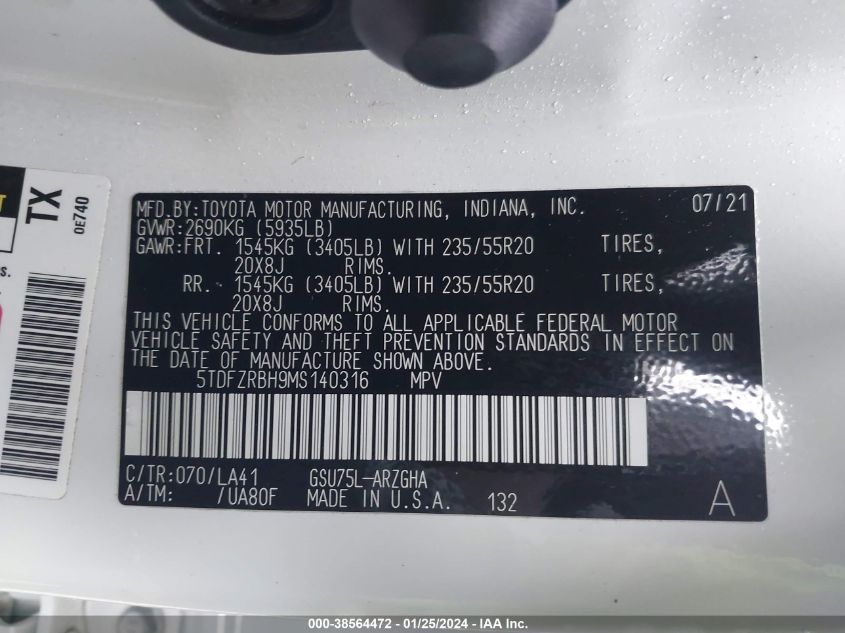 TX
0E740
MFD.BY:TOYOTA MOTOR MANUFACTURING, INDIANA, INC. 07/21
GVWR:2690KG (5935LB)
GAWR:FRT. 1545KG (3405LB) WITH 235/55R20 TIRES,
20X8J RIMS.
RR. 1545KG (3405LB) WITH 235/55R20 TIRES,
20X8J RIMS.
THIS VEHICLE CONFORMS TO ALL APPLICABLE FEDERAL MOTOR
VEHICLE SAFETY AND THEFT PREVENTION STANDARDS IN EFFECT ON
THE DATE OF MANUFACTURE SHOWN ABOVE.
5TDFZRBH9MS140316 MPV
C/TR:070/LA41 GSU75L-ARZGHA
A/TM: /UA80F MADE IN U.S.A. 132 A
000-38564472 - 01/25/2024 - IAA Inc.